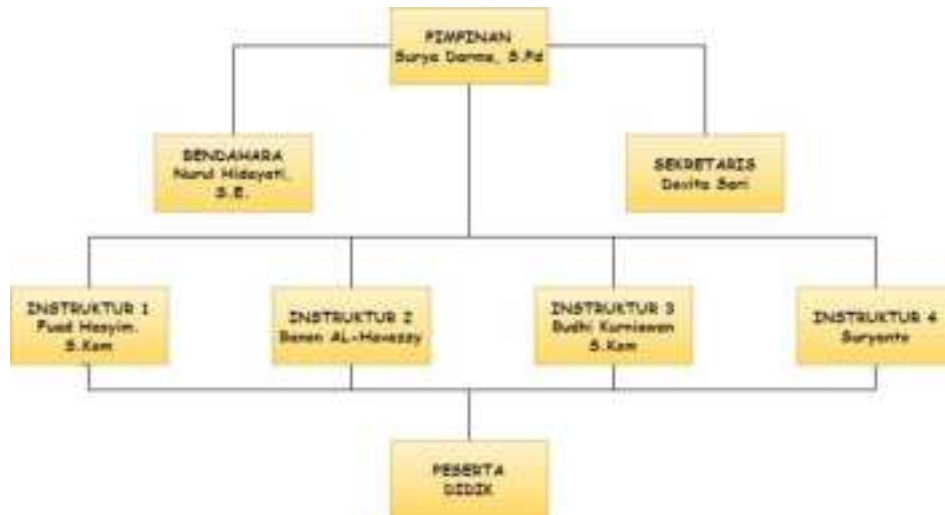 PIMPINAN
Surya Darma, S.Pd
BENDAHARA
Nurul Hidayati,
S.E.
SEKRETARIS
Devita Sari
INSTRUKTUR 1
Fuad Hasyim,
S.Kom
INSTRUKTUR 2
AL-
INSTRUKTUR 3
Budhi Kurniawan
S.Kom
INSTRUKTUR 4
Suryanto
PESERTA
DIDIK